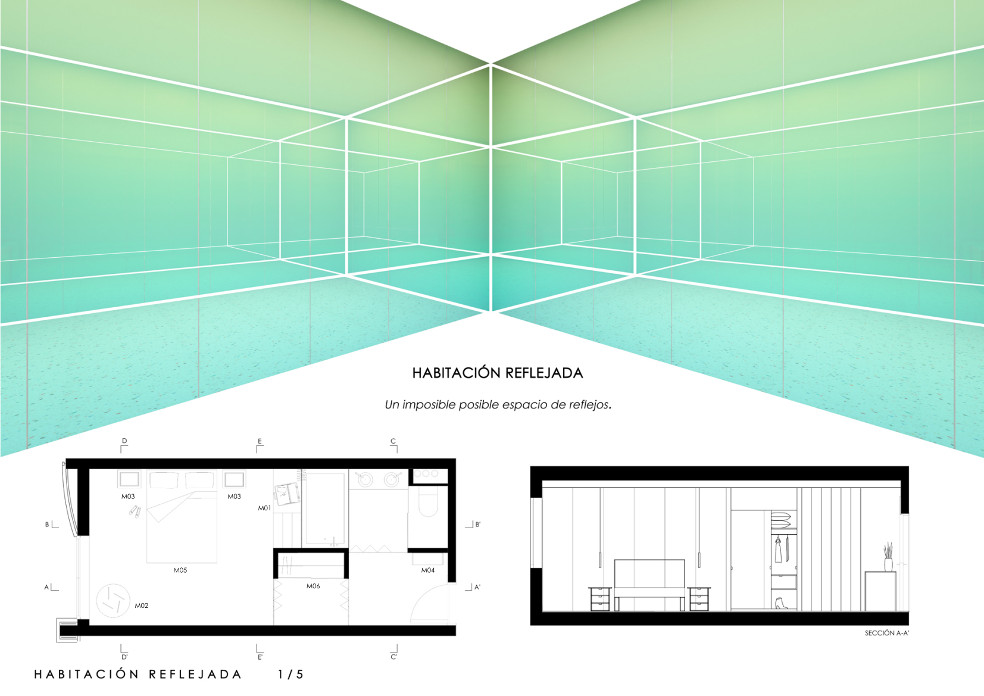 HABITACIÓN REFLEJADA
Un imposible posible espacio de reflejos.
D E C
M03 M03
M01
B B'
M05 M06 M04
A A'
M02
SECCIÓN A-A'
D' E' C'
HABITACIÓN REFLEJADA 1/5